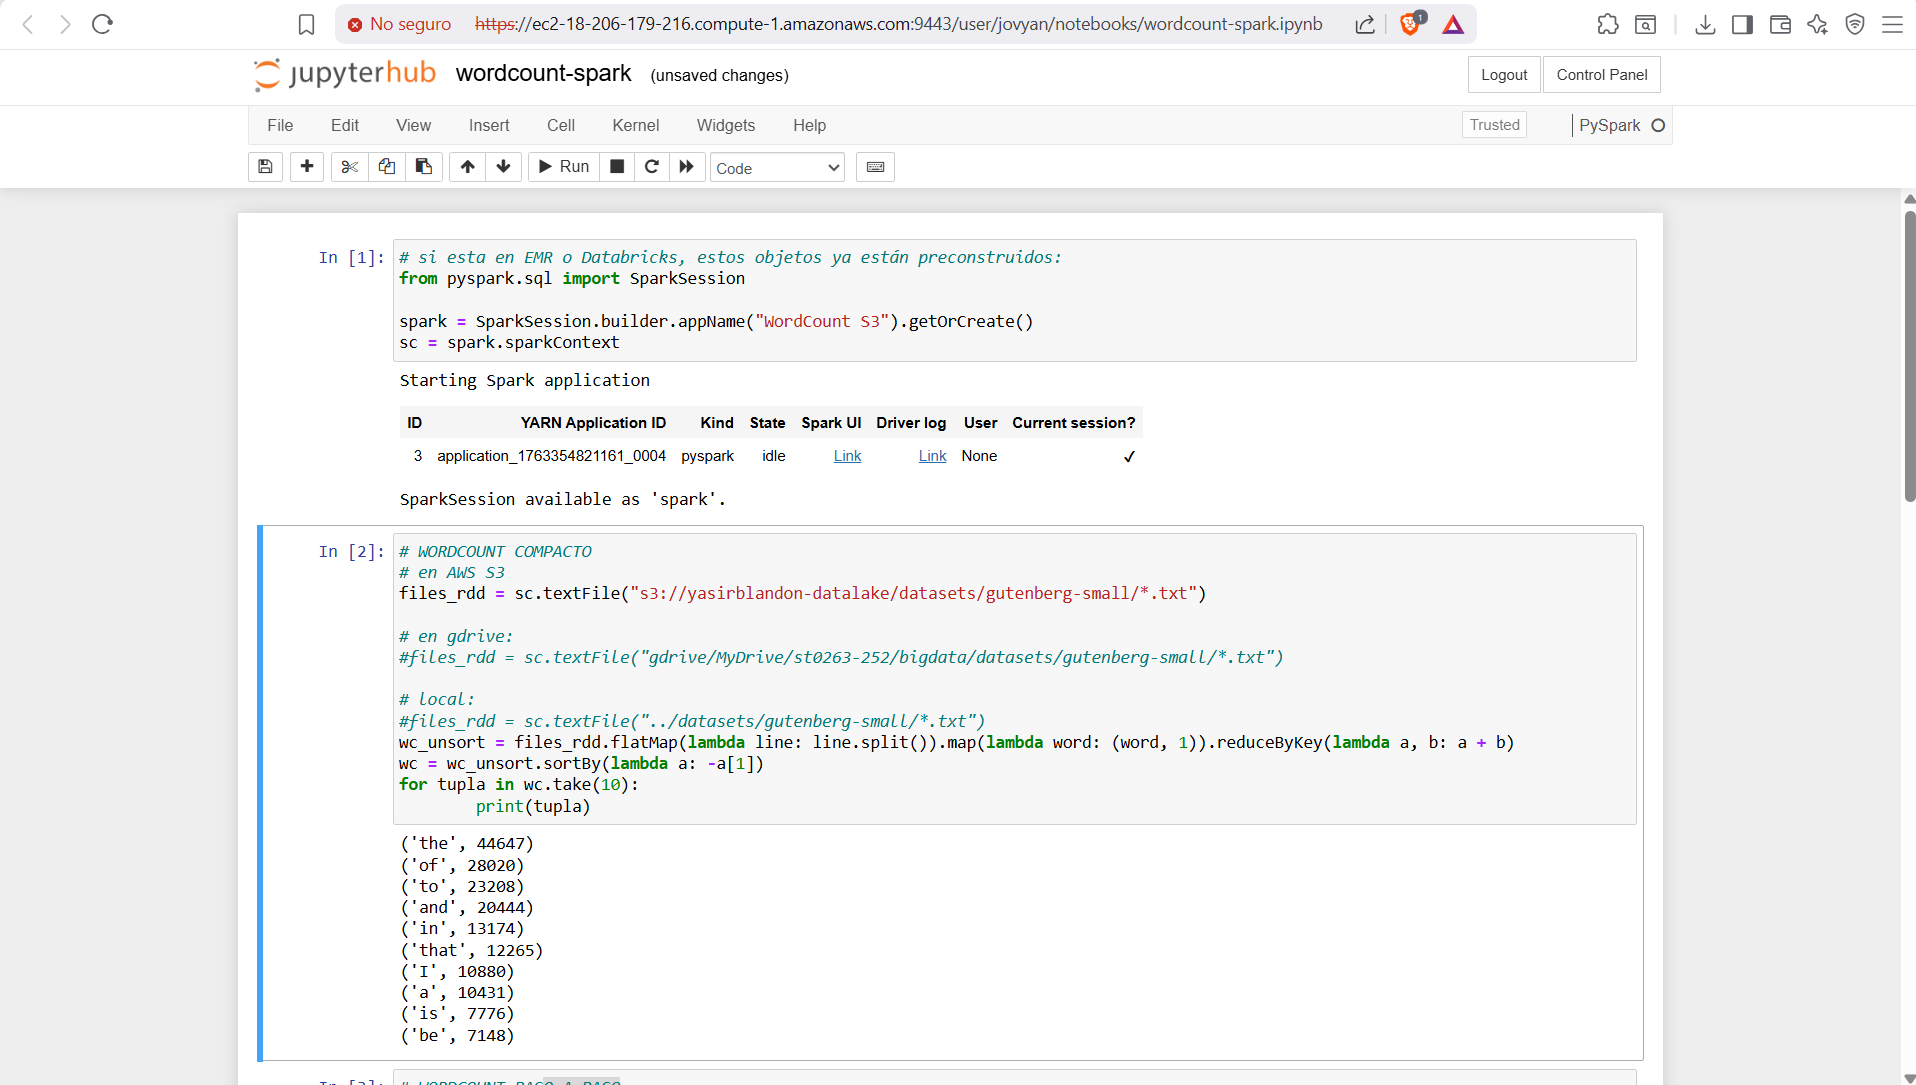 No seguro https://ec2-18-206-179-216.compute-1.amazonaws.com:9443/user/jovyan/notebooks/wordcount-spark.ipynb 1
jupyterhub wordcount-spark (unsaved changes) Logout Control Panel
File Edit View Insert Cell Kernel Widgets Help Trusted PySpark
Run Code
In [1]: # si esta en EMR o Databricks, estos objetos ya están preconstruidos:
from pyspark.sql import SparkSession
spark = SparkSession.builder.appName("WordCount S3").getOrCreate()
sc = spark.sparkContext
Starting Spark application
ID YARN Application ID Kind State Spark UI Driver log User Current session?
3 application_1763354821161_0004 pyspark idle Link Link None ✓
SparkSession available as 'spark'.
In [2]: # WORDCOUNT COMPACTO
# en AWS S3
files_rdd = sc.textFile("s3://yasirblandon-datalake/datasets/gutenberg-small/*.txt")
# en gdrive:
#files_rdd = sc.textFile("gdrive/MyDrive/st0263-252/bigdata/datasets/gutenberg-small/*.txt")
# local:
#files_rdd = sc.textFile("../datasets/gutenberg-small/*.txt")
wc_unsort = files_rdd.flatMap(lambda line: line.split()).map(lambda word: (word, 1)).reduceByKey(lambda a, b: a + b)
wc = wc_unsort.sortBy(lambda a: -a[1])
for tupla in wc.take(10):
print(tupla)
('the', 44647)
('of', 28020)
('to', 23208)
('and', 20444)
('in', 13174)
('that', 12265)
('I', 10880)
('a', 10431)
('is', 7776)
('be', 7148)
In [3]: # WORDCOUNT PASO A PASO